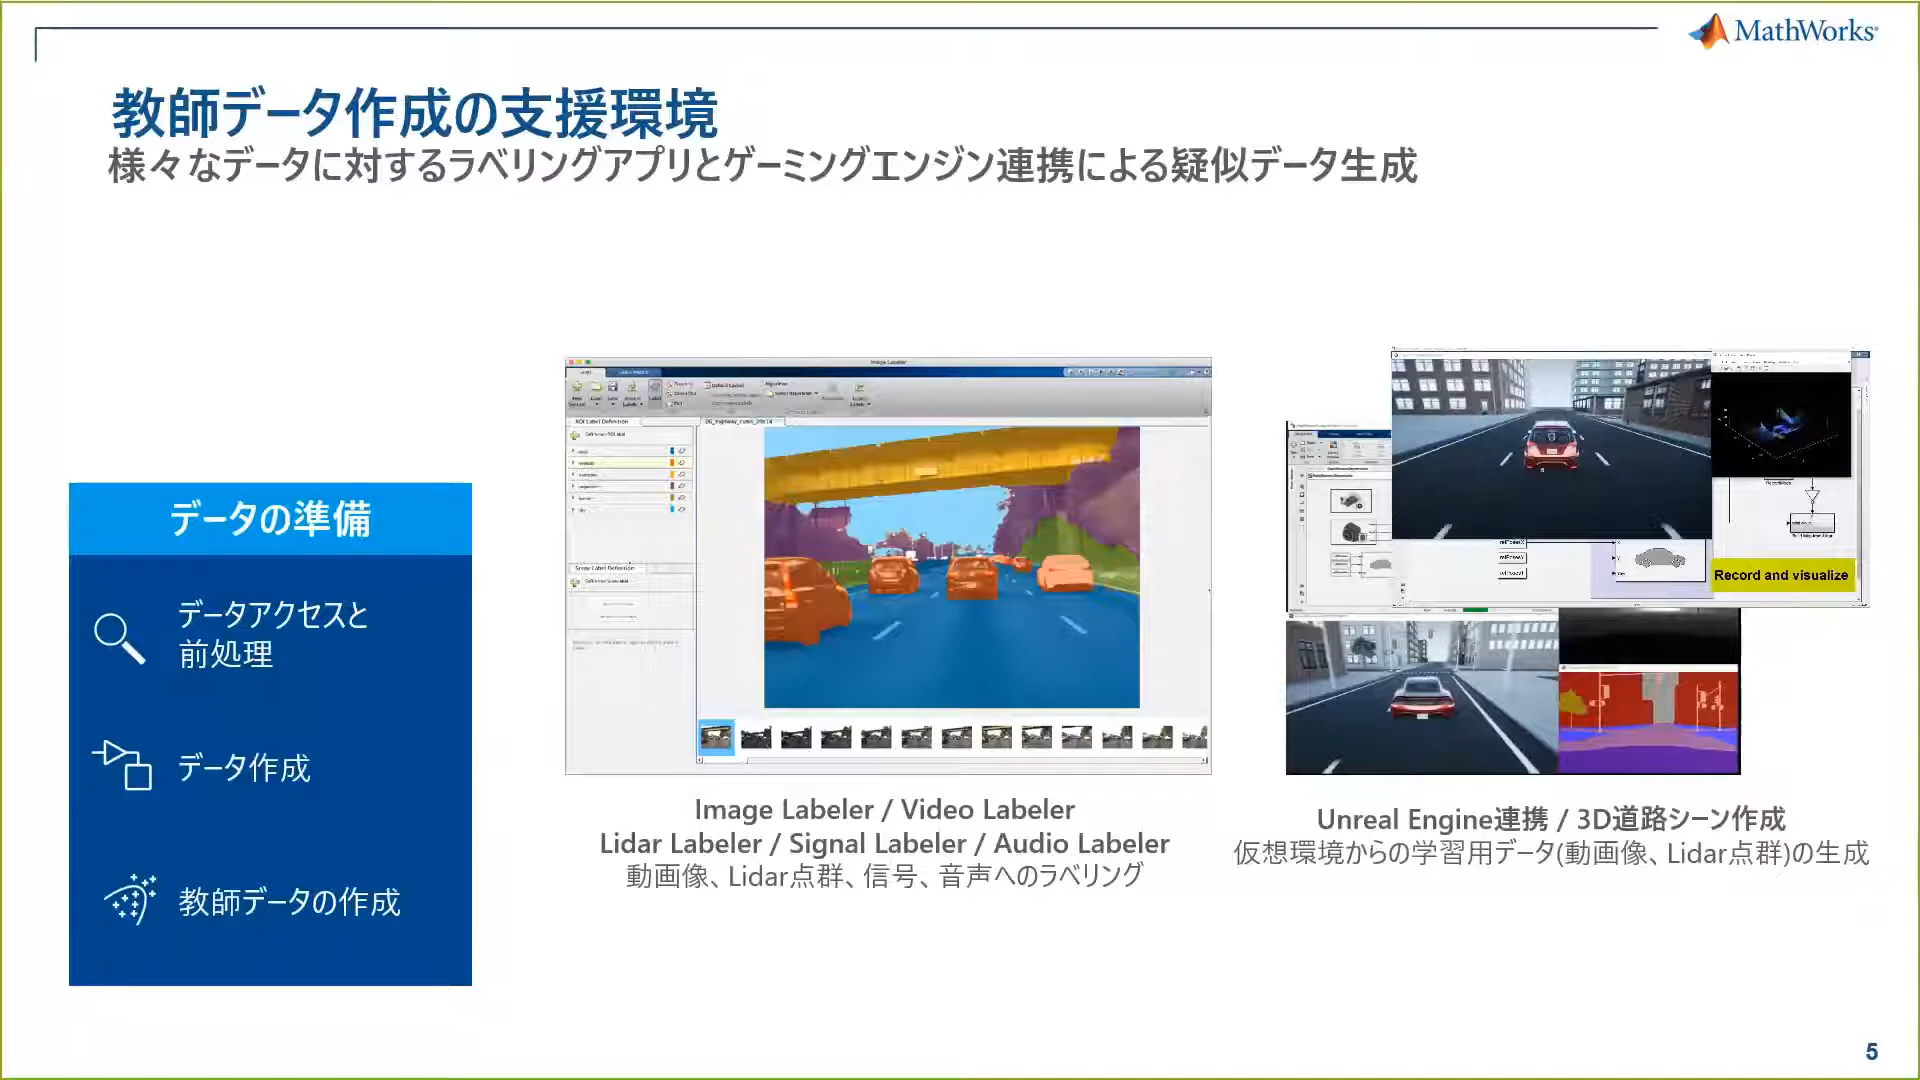 MathWorks
教師データ作成の支援環境
様々なデータに対するラベリングアプリとゲーミングエンジン連携による疑似データ生成
データの準備
データアクセスと
前処理
データ作成
教師データの作成
Image Labeler
ROI Label Definition
Scene Label Definition
Image Labeler / Video Labeler
Lidar Labeler / Signal Labeler / Audio Labeler
動画像、Lidar点群、信号、音声へのラベリング
Record and visualize
Unreal Engine連携 / 3D道路シーン作成
仮想環境からの学習用データ(動画像、Lidar点群)の生成
5